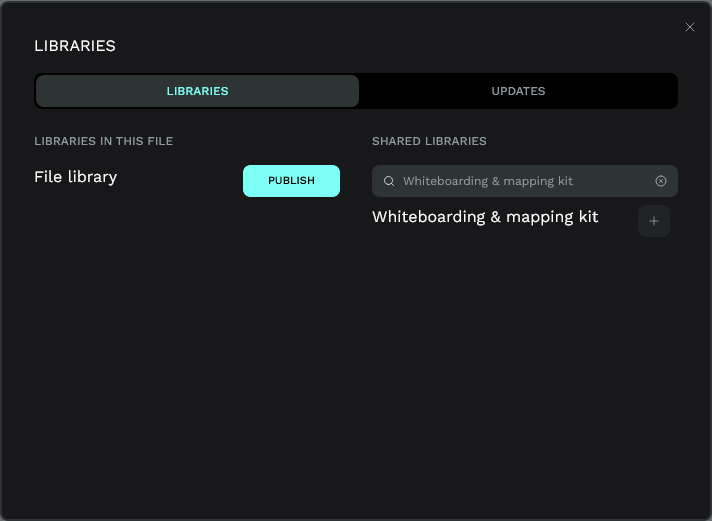 LIBRARIES
LIBRARIES
UPDATES
LIBRARIES IN THIS FILE
File library
PUBLISH
SHARED LIBRARIES
Whiteboarding & mapping kit
Whiteboarding & mapping kit